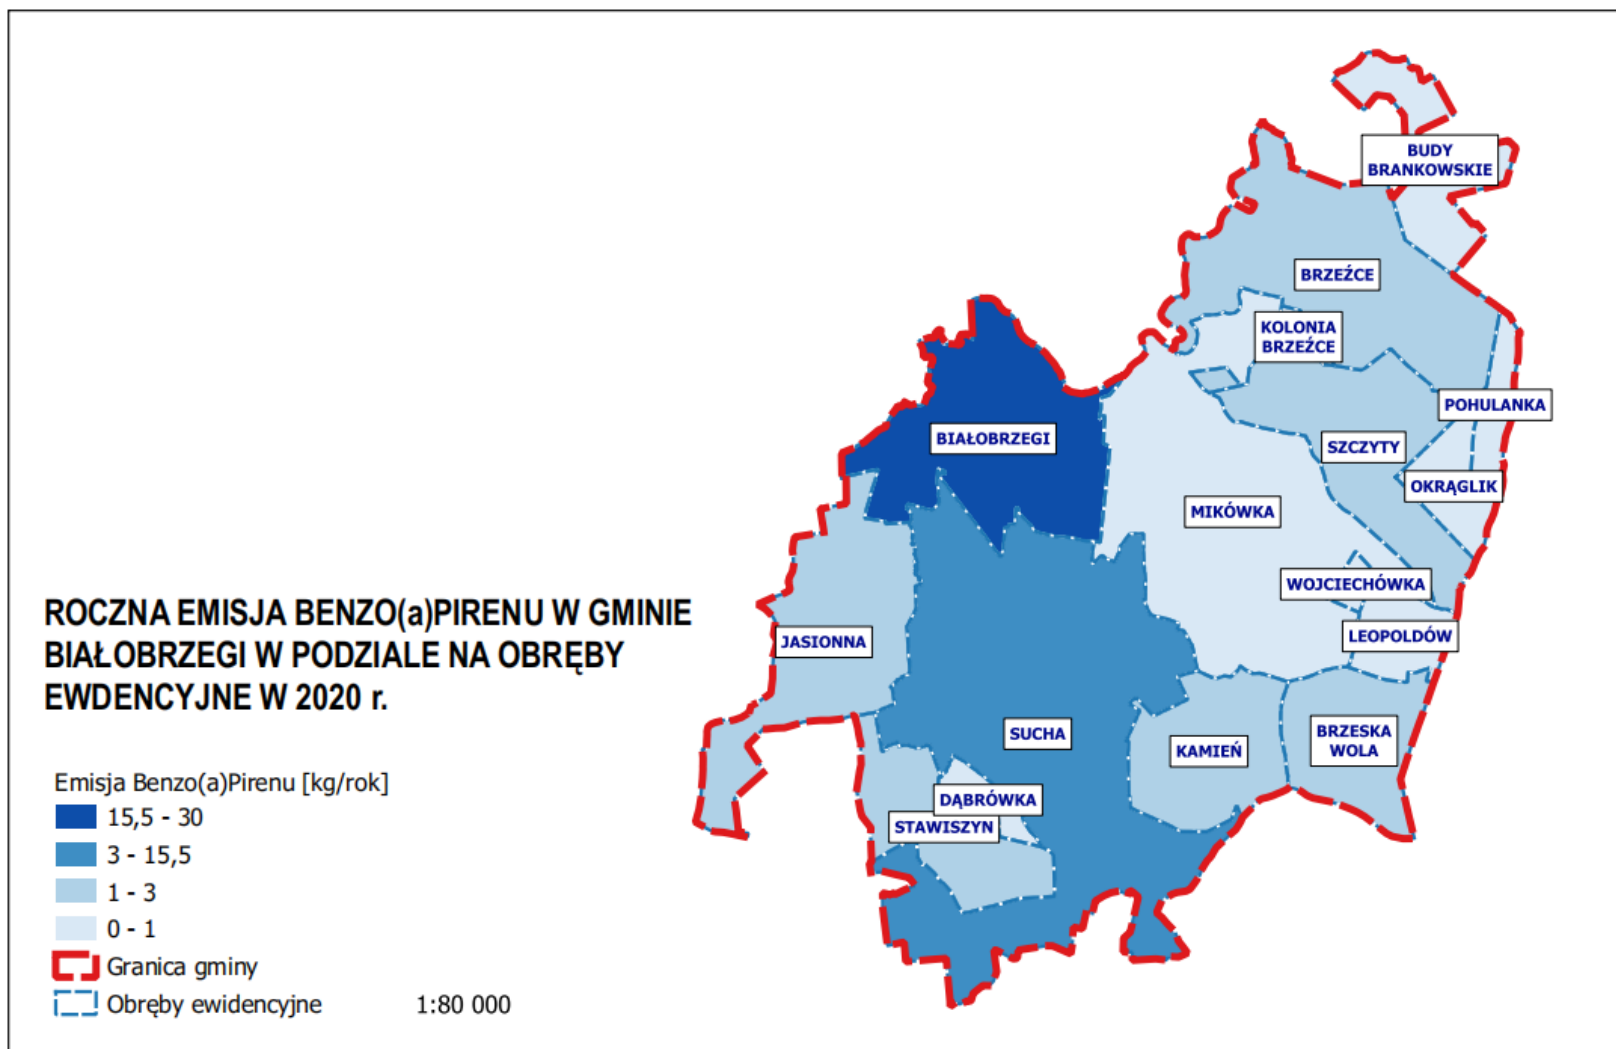 BUDY
BRANKOWSKIE
BRZEŹCE
KOLONIA
BRZEŹCE
POHULANKA
BIAŁOBRZEGI
SZCZYTY
OKRĄGLIK
MIKÓWKA
WOJCIECHÓWKA
LEOPOLDÓW
JASIONNA
SUCHA
KAMIEŃ
BRZESKA
WOLA
DĄBRÓWKA
STAWISZYN
ROCZNA EMISJA BENZO(a)PIRENU W GMINIE
BIAŁOBRZEGI W PODZIALE NA OBRĘBY
EWDENCYJNE W 2020 r.
Emisja Benzo(a)Pirenu [kg/rok]
15,5 - 30
3 - 15,5
1 - 3
0 - 1
Granica gminy
Obręby ewidencyjne
1:80 000